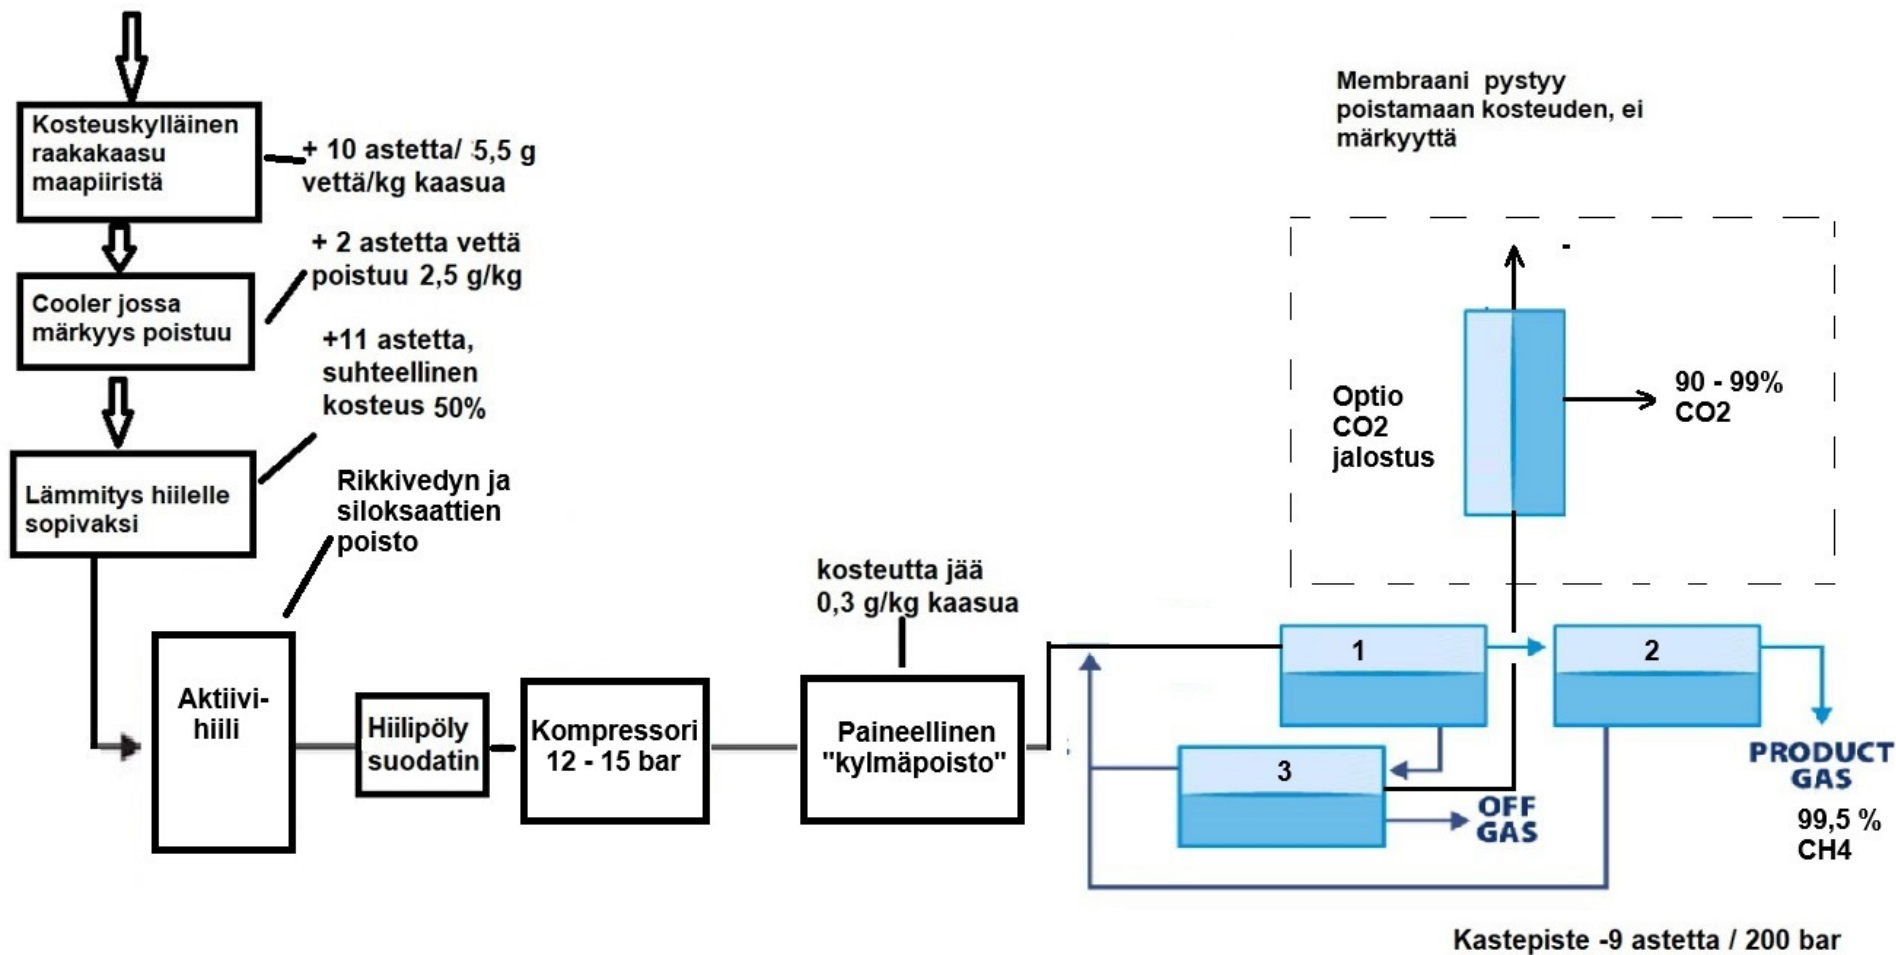 Kosteuskylläinen
raakakaasu
maapiiristä
+ 10 astetta/ 5,5 g
vettä/kg kaasua
+ 2 astetta vettä
poistuu 2,5 g/kg
Cooler jossa
märkyys poistuu
+11 astetta,
suhteellinen
kosteus 50%
Lämmitys hiilelle
sopivaksi
Rikkivedyn ja
siloksaattien
poisto
Aktiivi-
hiili
Hiilipöly
suodatin
Kompressori
12 - 15 bar
kosteutta jää
0,3 g/kg kaasua
Paineellinen
"kylmäpoisto"
Membraani pystyy
poistamaan kosteuden, ei
märkyyttä
-
Optio
CO2
jalostus
90 - 99%
CO2
1
2
3
OFF
GAS
PRODUCT
GAS
99,5 %
CH4
Kastepiste -9 astetta / 200 bar